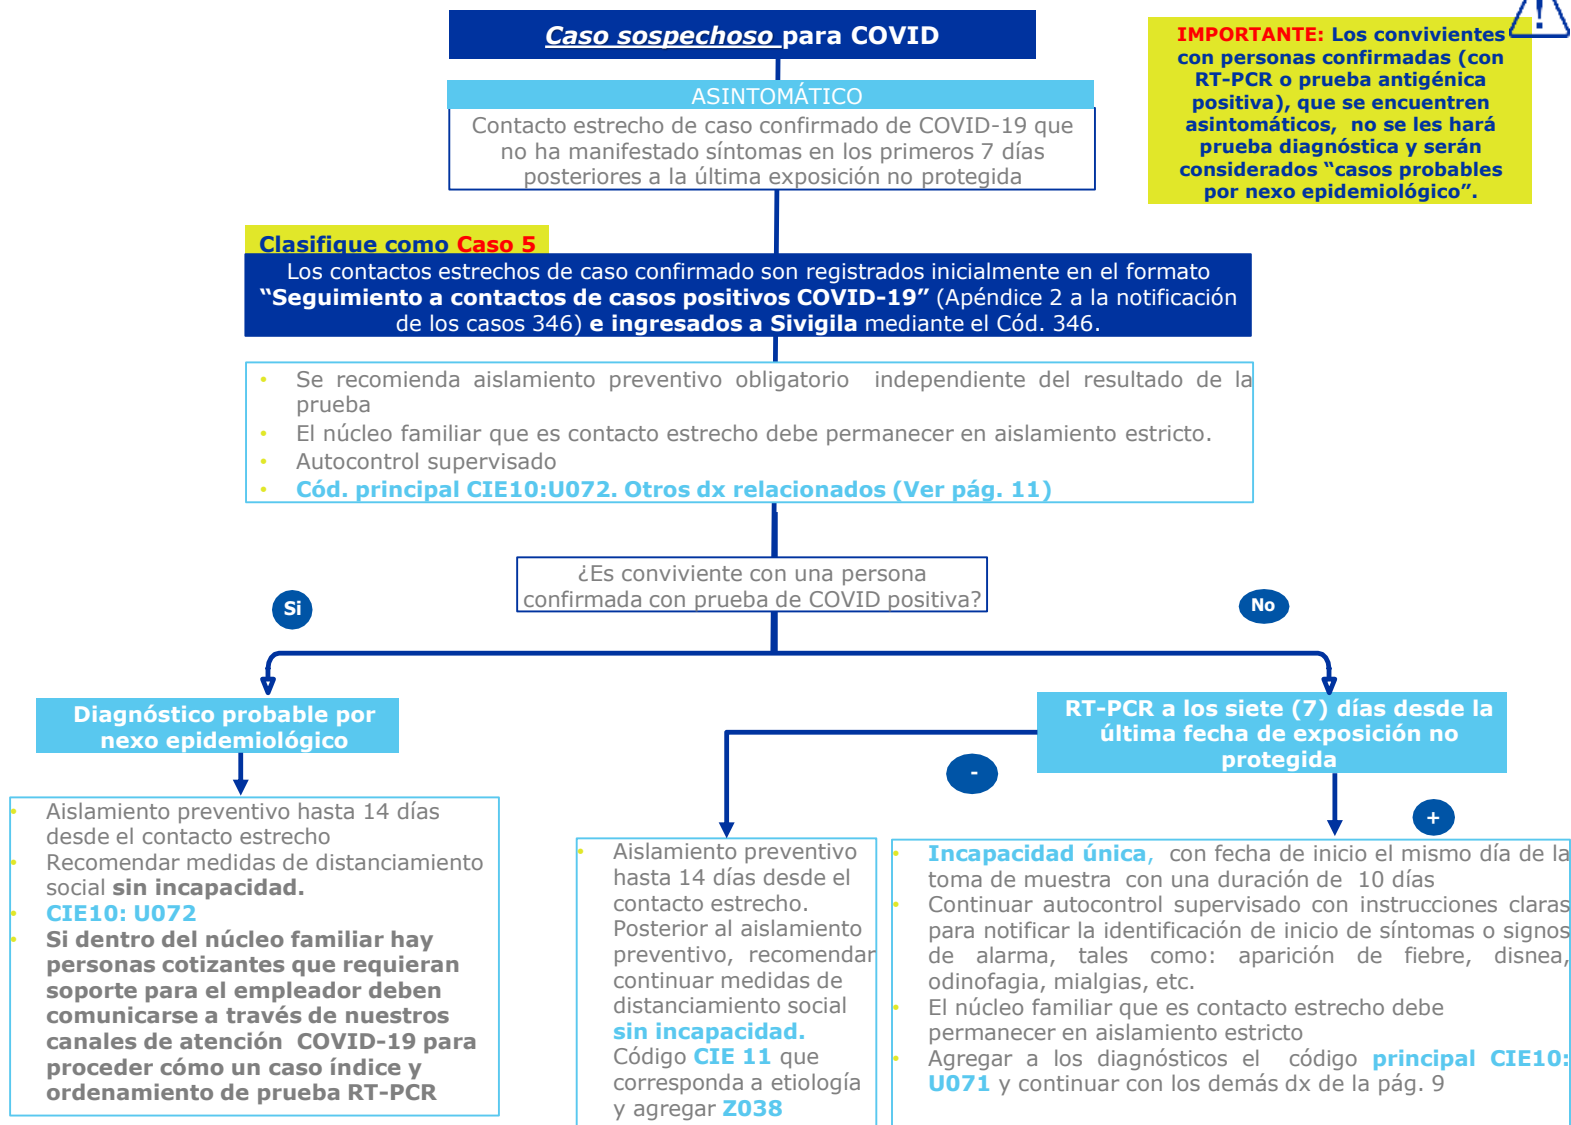 Caso sospechoso para COVID
IMPORTANTE: Los convivientes
con personas confirmadas (con
RT-PCR o prueba antigénica
positiva), que se encuentren
asintomáticos, no se les hará
prueba diagnóstica y serán
considerados “casos probables
por nexo epidemiológico”.
ASINTOMÁTICO
Contacto estrecho de caso confirmado de COVID-19 que
no ha manifestado síntomas en los primeros 7 días
posteriores a la última exposición no protegida
Clasifique como Caso 5
Los contactos estrechos de caso confirmado son registrados inicialmente en el formato
“Seguimiento a contactos de casos positivos COVID-19” (Apéndice 2 a la notificación
de los casos 346) e ingresados a Sivigila mediante el Cód. 346.
• Se recomienda aislamiento preventivo obligatorio independiente del resultado de la
prueba
• El núcleo familiar que es contacto estrecho debe permanecer en aislamiento estricto.
• Autocontrol supervisado
• Cód. principal CIE10:U072. Otros dx relacionados (Ver pág. 11)
¿Es conviviente con una persona
confirmada con prueba de COVID positiva?
Si
No
Diagnóstico probable por
nexo epidemiológico
• Aislamiento preventivo hasta 14 días
desde el contacto estrecho
• Recomendar medidas de distanciamiento
social sin incapacidad.
• CIE10: U072
• Si dentro del núcleo familiar hay
personas cotizantes que requieran
soporte para el empleador deben
comunicarse a través de nuestros
canales de atención COVID-19 para
proceder cómo un caso índice y
ordenamiento de prueba RT-PCR
RT-PCR a los siete (7) días desde la
última fecha de exposición no
protegida
-
• Aislamiento preventivo
hasta 14 días desde el
contacto estrecho.
Posterior al aislamiento
preventivo, recomendar
continuar medidas de
distanciamiento social
sin incapacidad.
Código CIE 11 que
corresponda a etiología
y agregar Z038
+
• Incapacidad única, con fecha de inicio el mismo día de la
toma de muestra con una duración de 10 días
• Continuar autocontrol supervisado con instrucciones claras
para notificar la identificación de inicio de síntomas o signos
de alarma, tales como: aparición de fiebre, disnea,
odinofagia, mialgias, etc.
• El núcleo familiar que es contacto estrecho debe
permanecer en aislamiento estricto
• Agregar a los diagnósticos el código principal CIE10:
U071 y continuar con los demás dx de la pág. 9